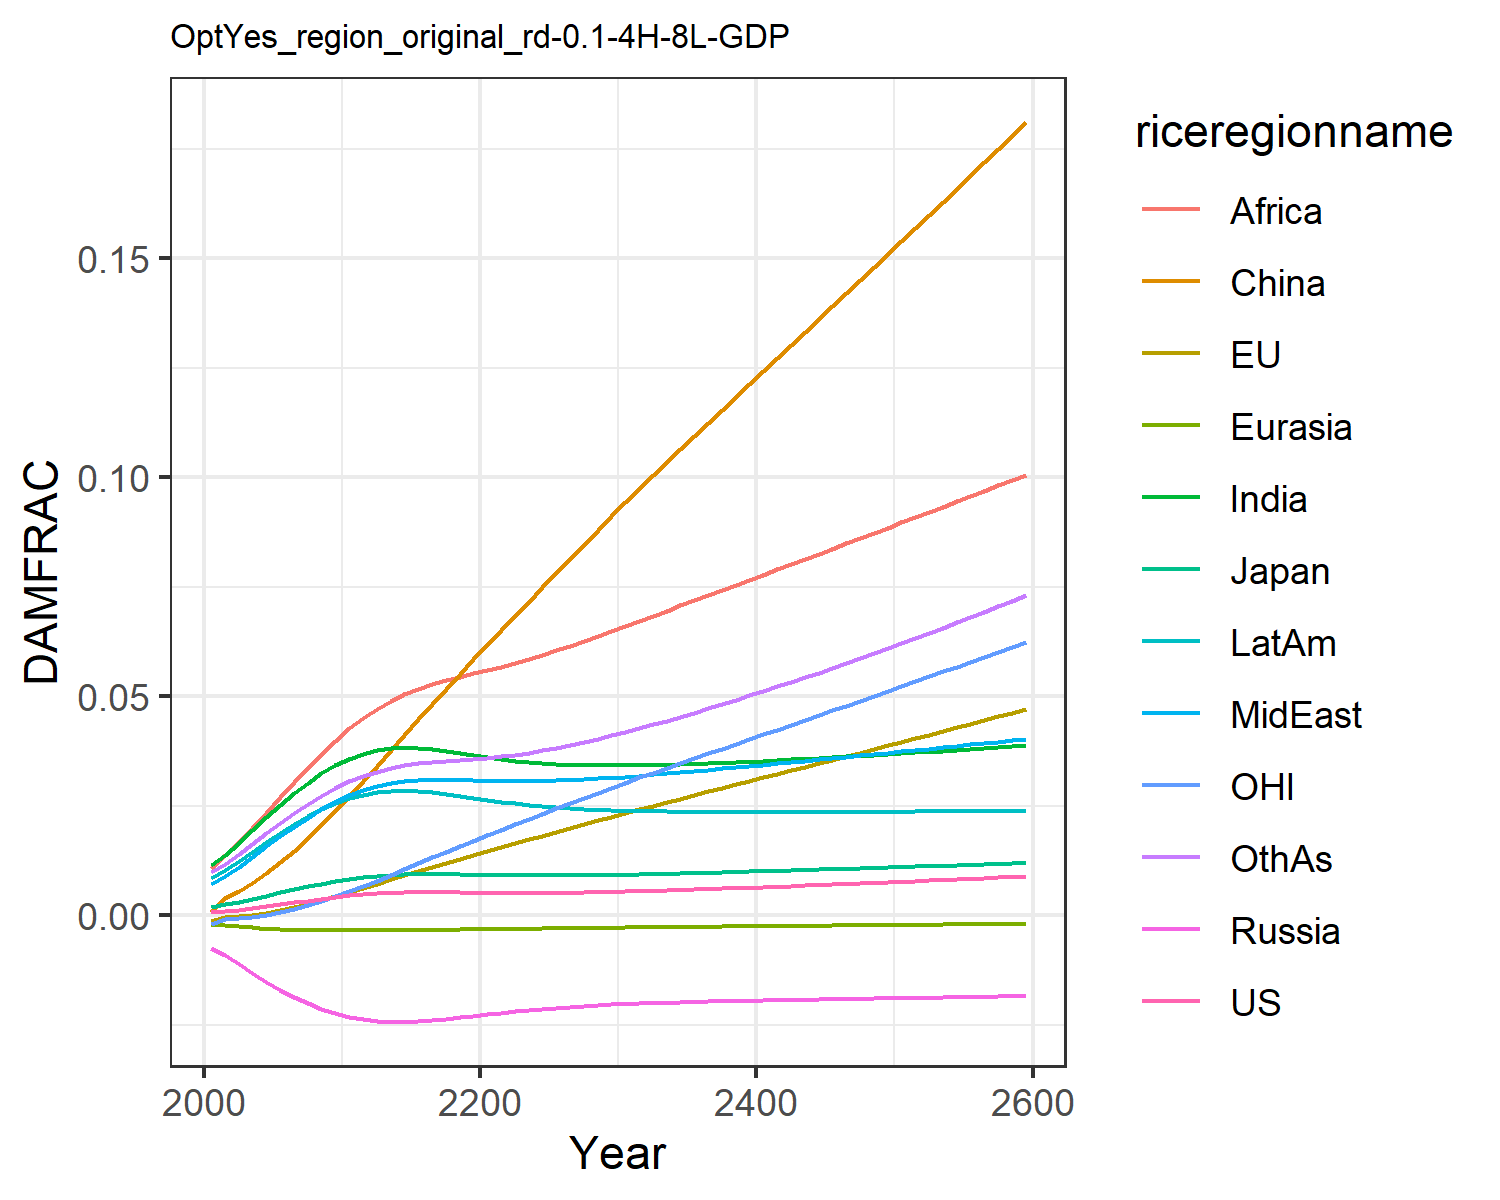 OptYes_region_original_rd-0.1-4H-8L-GDP
DAMFRAC
0.15
0.10
0.05
0.00
2000 2200 2400 2600
Year
riceregionname
Africa
China
EU
Eurasia
India
Japan
LatAm
MidEast
OHI
OthAs
Russia
US